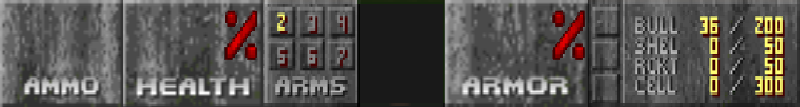 AMMO
%
HEALTH
2 3 4
5 6 7
ARMS
%
ARMOR
BULL 36 / 200
SHEL 0 / 50
RCKT 0 / 50
CELL 0 / 300